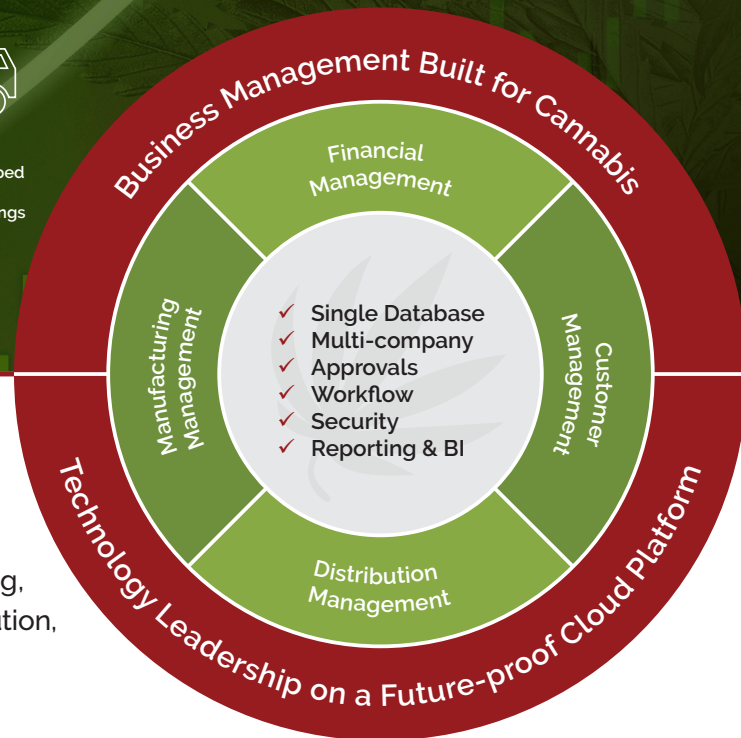 Business Management Built for Cannabis
Financial
Management
Manufacturing
Management
Customer
Management
✓ Single Database
✓ Multi-company
✓ Approvals
✓ Workflow
✓ Security
✓ Reporting & BI
Distribution
Management
Technology Leadership on a Future-proof Cloud Platform